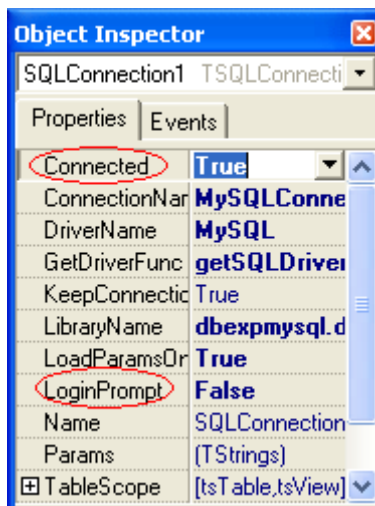 Object Inspector
SQLConnection1 TSQLConnecti
Properties Events
Connected True
ConnectionNar MySQLConne
DriverName MySQL
GetDriverFunc getSQLDriver
KeepConnectic True
LibraryName dbexpmysql.d
LoadParamsOr True
LoginPrompt False
Name SQLConnection
Params (TStrings)
TableScope [tsTable,tsView]